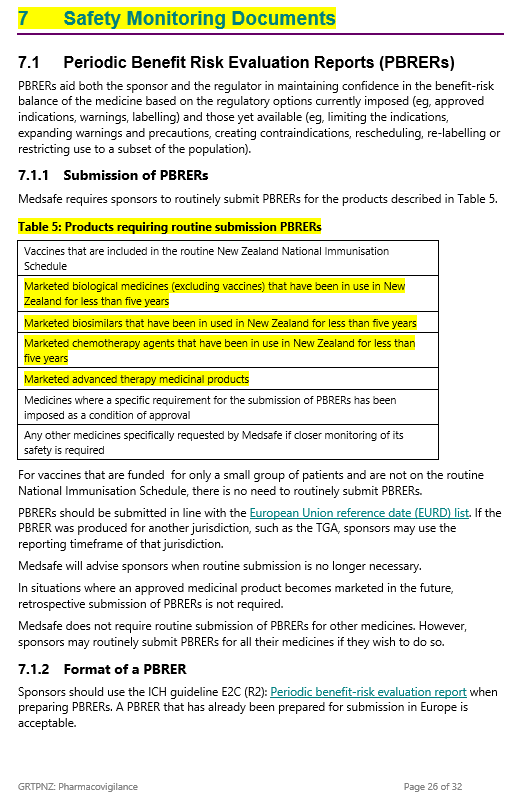 7 Safety Monitoring Documents
7.1 Periodic Benefit Risk Evaluation Reports (PBRERs)
PBRERs aid both the sponsor and the regulator in maintaining confidence in the benefit-risk
balance of the medicine based on the regulatory options currently imposed (eg, approved
indications, warnings, labelling) and those yet available (eg, limiting the indications,
expanding warnings and precautions, creating contraindications, rescheduling, re-labelling or
restricting use to a subset of the population).
7.1.1 Submission of PBRERs
Medsafe requires sponsors to routinely submit PBRERs for the products described in Table 5.
Table 5: Products requiring routine submission PBRERs
Vaccines that are included in the routine New Zealand National Immunisation
Schedule
Marketed biological medicines (excluding vaccines) that have been in use in New
Zealand for less than five years
Marketed biosimilars that have been in used in New Zealand for less than five years
Marketed chemotherapy agents that have been in use in New Zealand for less than
five years
Marketed advanced therapy medicinal products
Medicines where a specific requirement for the submission of PBRERs has been
imposed as a condition of approval
Any other medicines specifically requested by Medsafe if closer monitoring of its
safety is required
For vaccines that are funded for only a small group of patients and are not on the routine
National Immunisation Schedule, there is no need to routinely submit PBRERs.
PBRERs should be submitted in line with the European Union reference date (EURD) list. If the
PBRER was produced for another jurisdiction, such as the TGA, sponsors may use the
reporting timeframe of that jurisdiction.
Medsafe will advise sponsors when routine submission is no longer necessary.
In situations where an approved medicinal product becomes marketed in the future,
retrospective submission of PBRERs is not required.
Medsafe does not require routine submission of PBRERs for other medicines. However,
sponsors may routinely submit PBRERs for all their medicines if they wish to do so.
7.1.2 Format of a PBRER
Sponsors should use the ICH guideline E2C (R2): Periodic benefit-risk evaluation report when
preparing PBRERs. A PBRER that has already been prepared for submission in Europe is
acceptable.
GRTPNZ: Pharmacovigilance Page 26 of 32